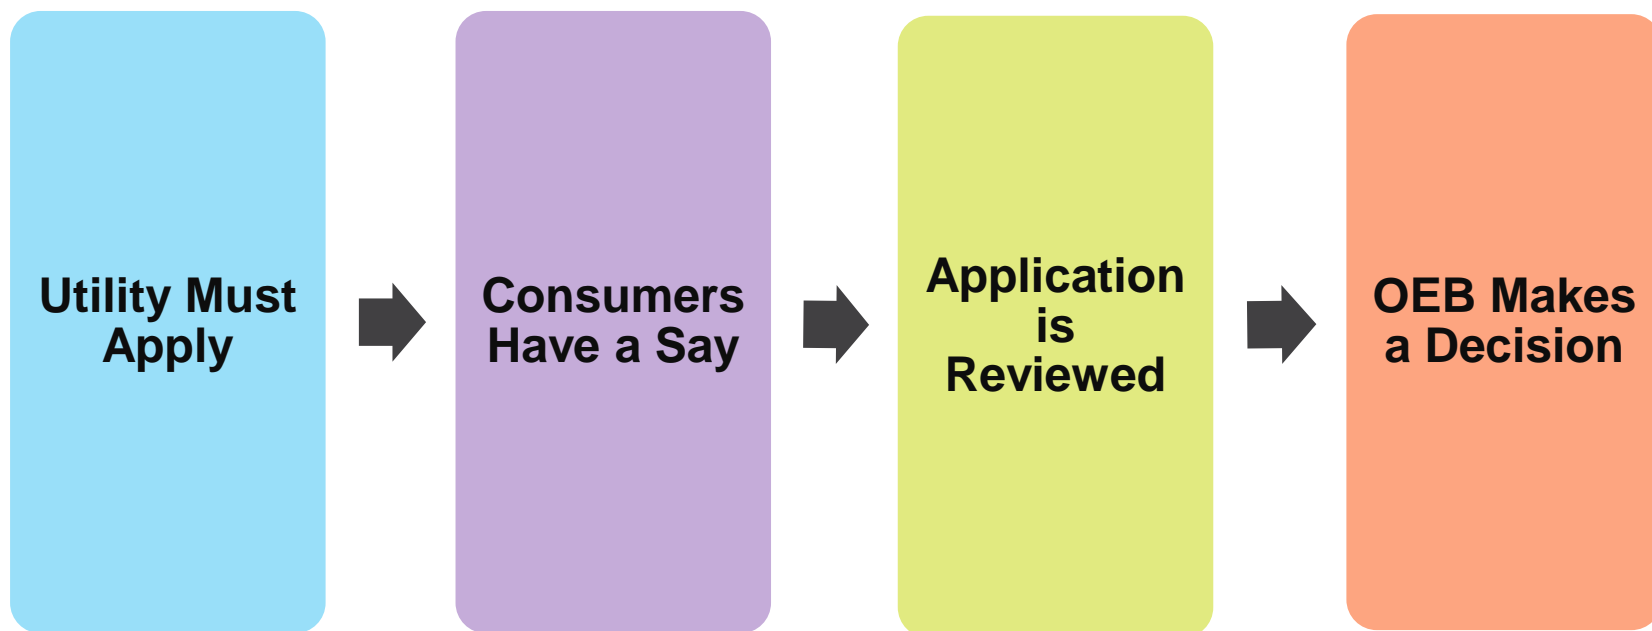 Utility Must
Apply
Consumers
Have a Say
Application
is
Reviewed
OEB Makes
a Decision